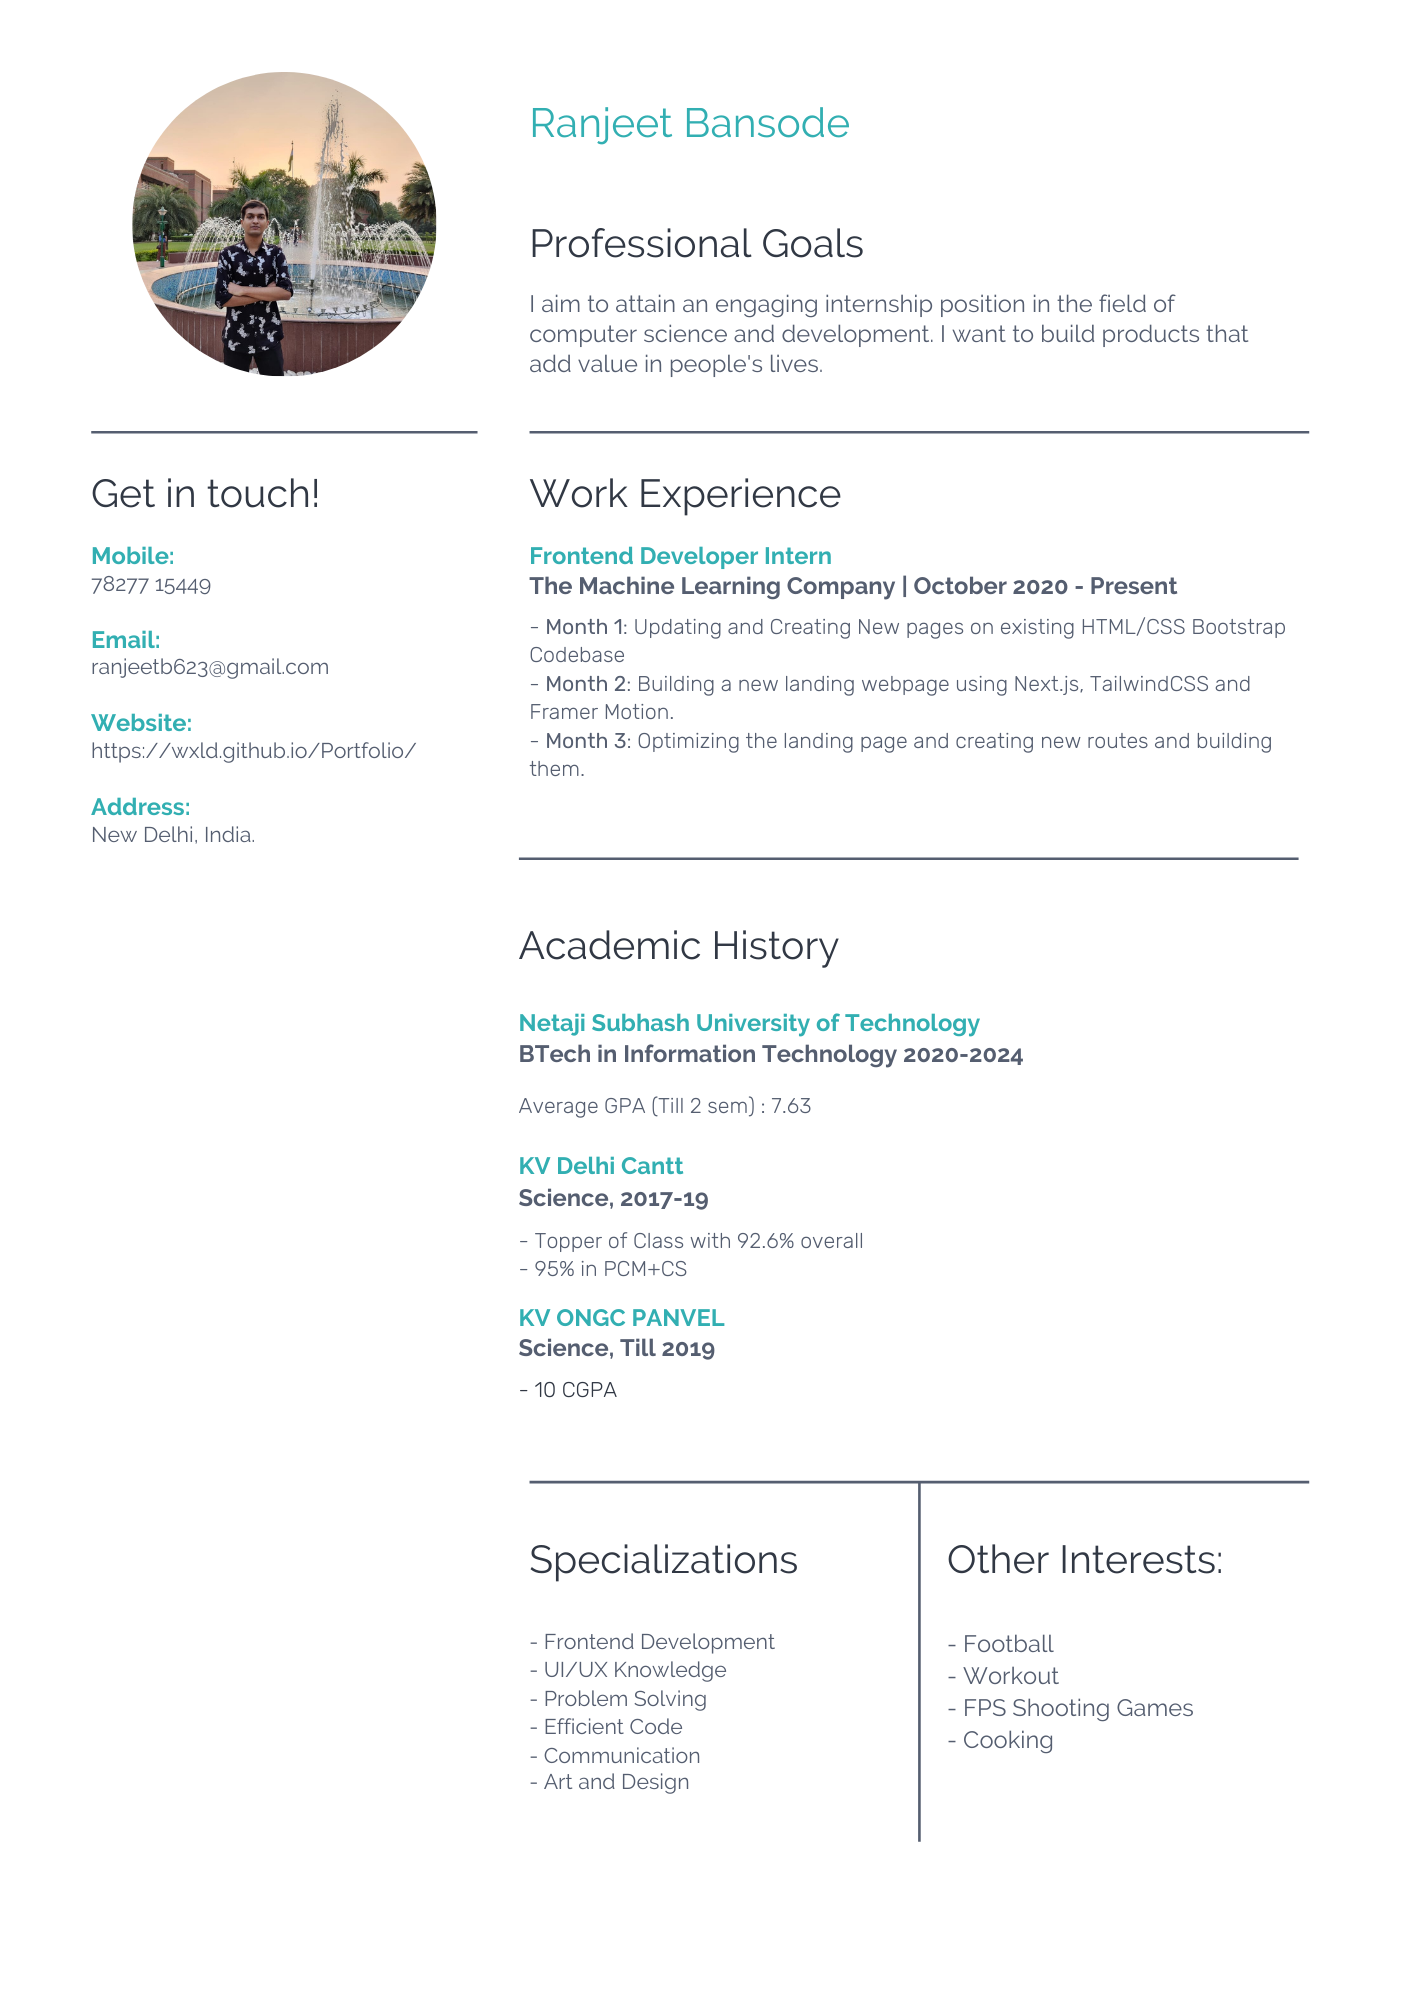 Ranjeet Bansode
Professional Goals
I aim to attain an engaging internship position in the field of
computer science and development. I want to build products that
add value in people's lives.
Get in touch!
Mobile:
78277 15449
Email:
ranjeetb623@gmail.com
Website:
https://wxld.github.io/Portfolio/
Address:
New Delhi, India.
Work Experience
Frontend Developer Intern
The Machine Learning Company | October 2020 - Present
- Month 1: Updating and Creating New pages on existing HTML/CSS Bootstrap
Codebase
- Month 2: Building a new landing webpage using Next.js, TailwindCSS and
Framer Motion.
- Month 3: Optimizing the landing page and creating new routes and building
them.
Academic History
Netaji Subhash University of Technology
BTech in Information Technology 2020-2024
Average GPA (Till 2 sem) : 7.63
KV Delhi Cantt
Science, 2017-19
- Topper of Class with 92.6% overall
- 95% in PCM+CS
KV ONGC PANVEL
Science, Till 2019
- 10 CGPA
Specializations
- Frontend Development
- UI/UX Knowledge
- Problem Solving
- Efficient Code
- Communication
- Art and Design
Other Interests:
- Football
- Workout
- FPS Shooting Games
- Cooking